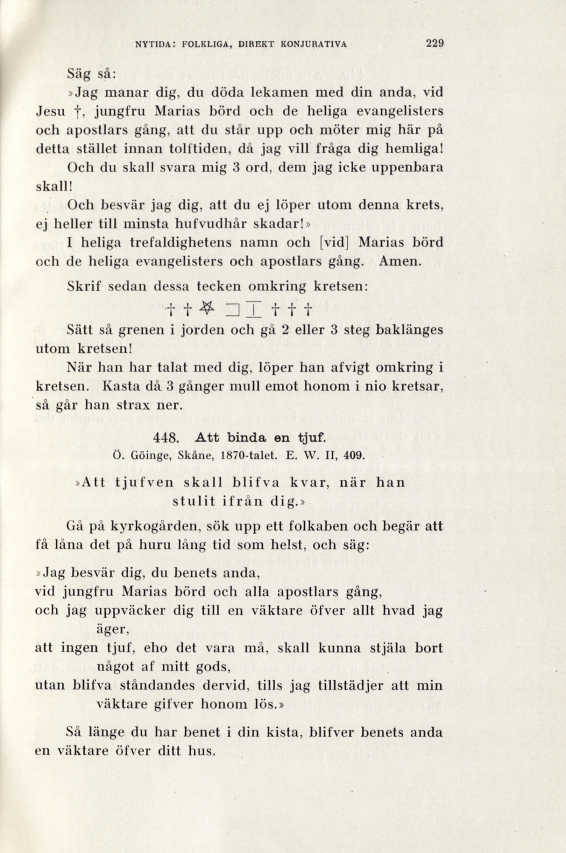 NYTIDA: FOLKLIGA, DIREKT KONJURATIVA 229
Säg så:
»Jag manar dig, du döda lekamen med din anda, vid
Jesu †, jungfru Marias börd och de heliga evangelisters
och apostlars gång, att du står upp och möter mig här på
detta stället innan tolftiden, då jag vill fråga dig hemliga!
Och du skall svara mig 3 ord, dem jag icke uppenbara
skall!
Och besvär jag dig, att du ej löper utom denna krets,
ej heller till minsta hufvudhår skadar!»
I heliga trefaldighetens namn och [vid] Marias börd
och de heliga evangelisters och apostlars gång. Amen.
Skrif sedan dessa tecken omkring kretsen:
† † † † †
Sätt så grenen i jorden och gå 2 eller 3 steg baklänges
utom kretsen!
När han har talat med dig, löper han afvigt omkring i
kretsen. Kasta då 3 gånger mull emot honom i nio kretsar,
så går han strax ner.
448. Att binda en tjuf.
Ö. Göinge, Skåne, 1870-talet. E. W. II, 409.
»Att tjufven skall blifva kvar, när han
stulit ifrån dig.»
Gå på kyrkogården, sök upp ett folkaben och begär att
få låna det på huru lång tid som helst, och säg:
»Jag besvär dig, du benets anda,
vid jungfru Marias börd och alla apostlars gång,
och jag uppväcker dig till en väktare öfver allt hvad jag
äger,
att ingen tjuf, eho det vara må, skall kunna stjäla bort
något af mitt gods,
utan blifva ståndandes dervid, tills jag tillstädjer att min
väktare gifver honom lös.»
Så länge du har benet i din kista, blifver benets anda
en väktare öfver ditt hus.